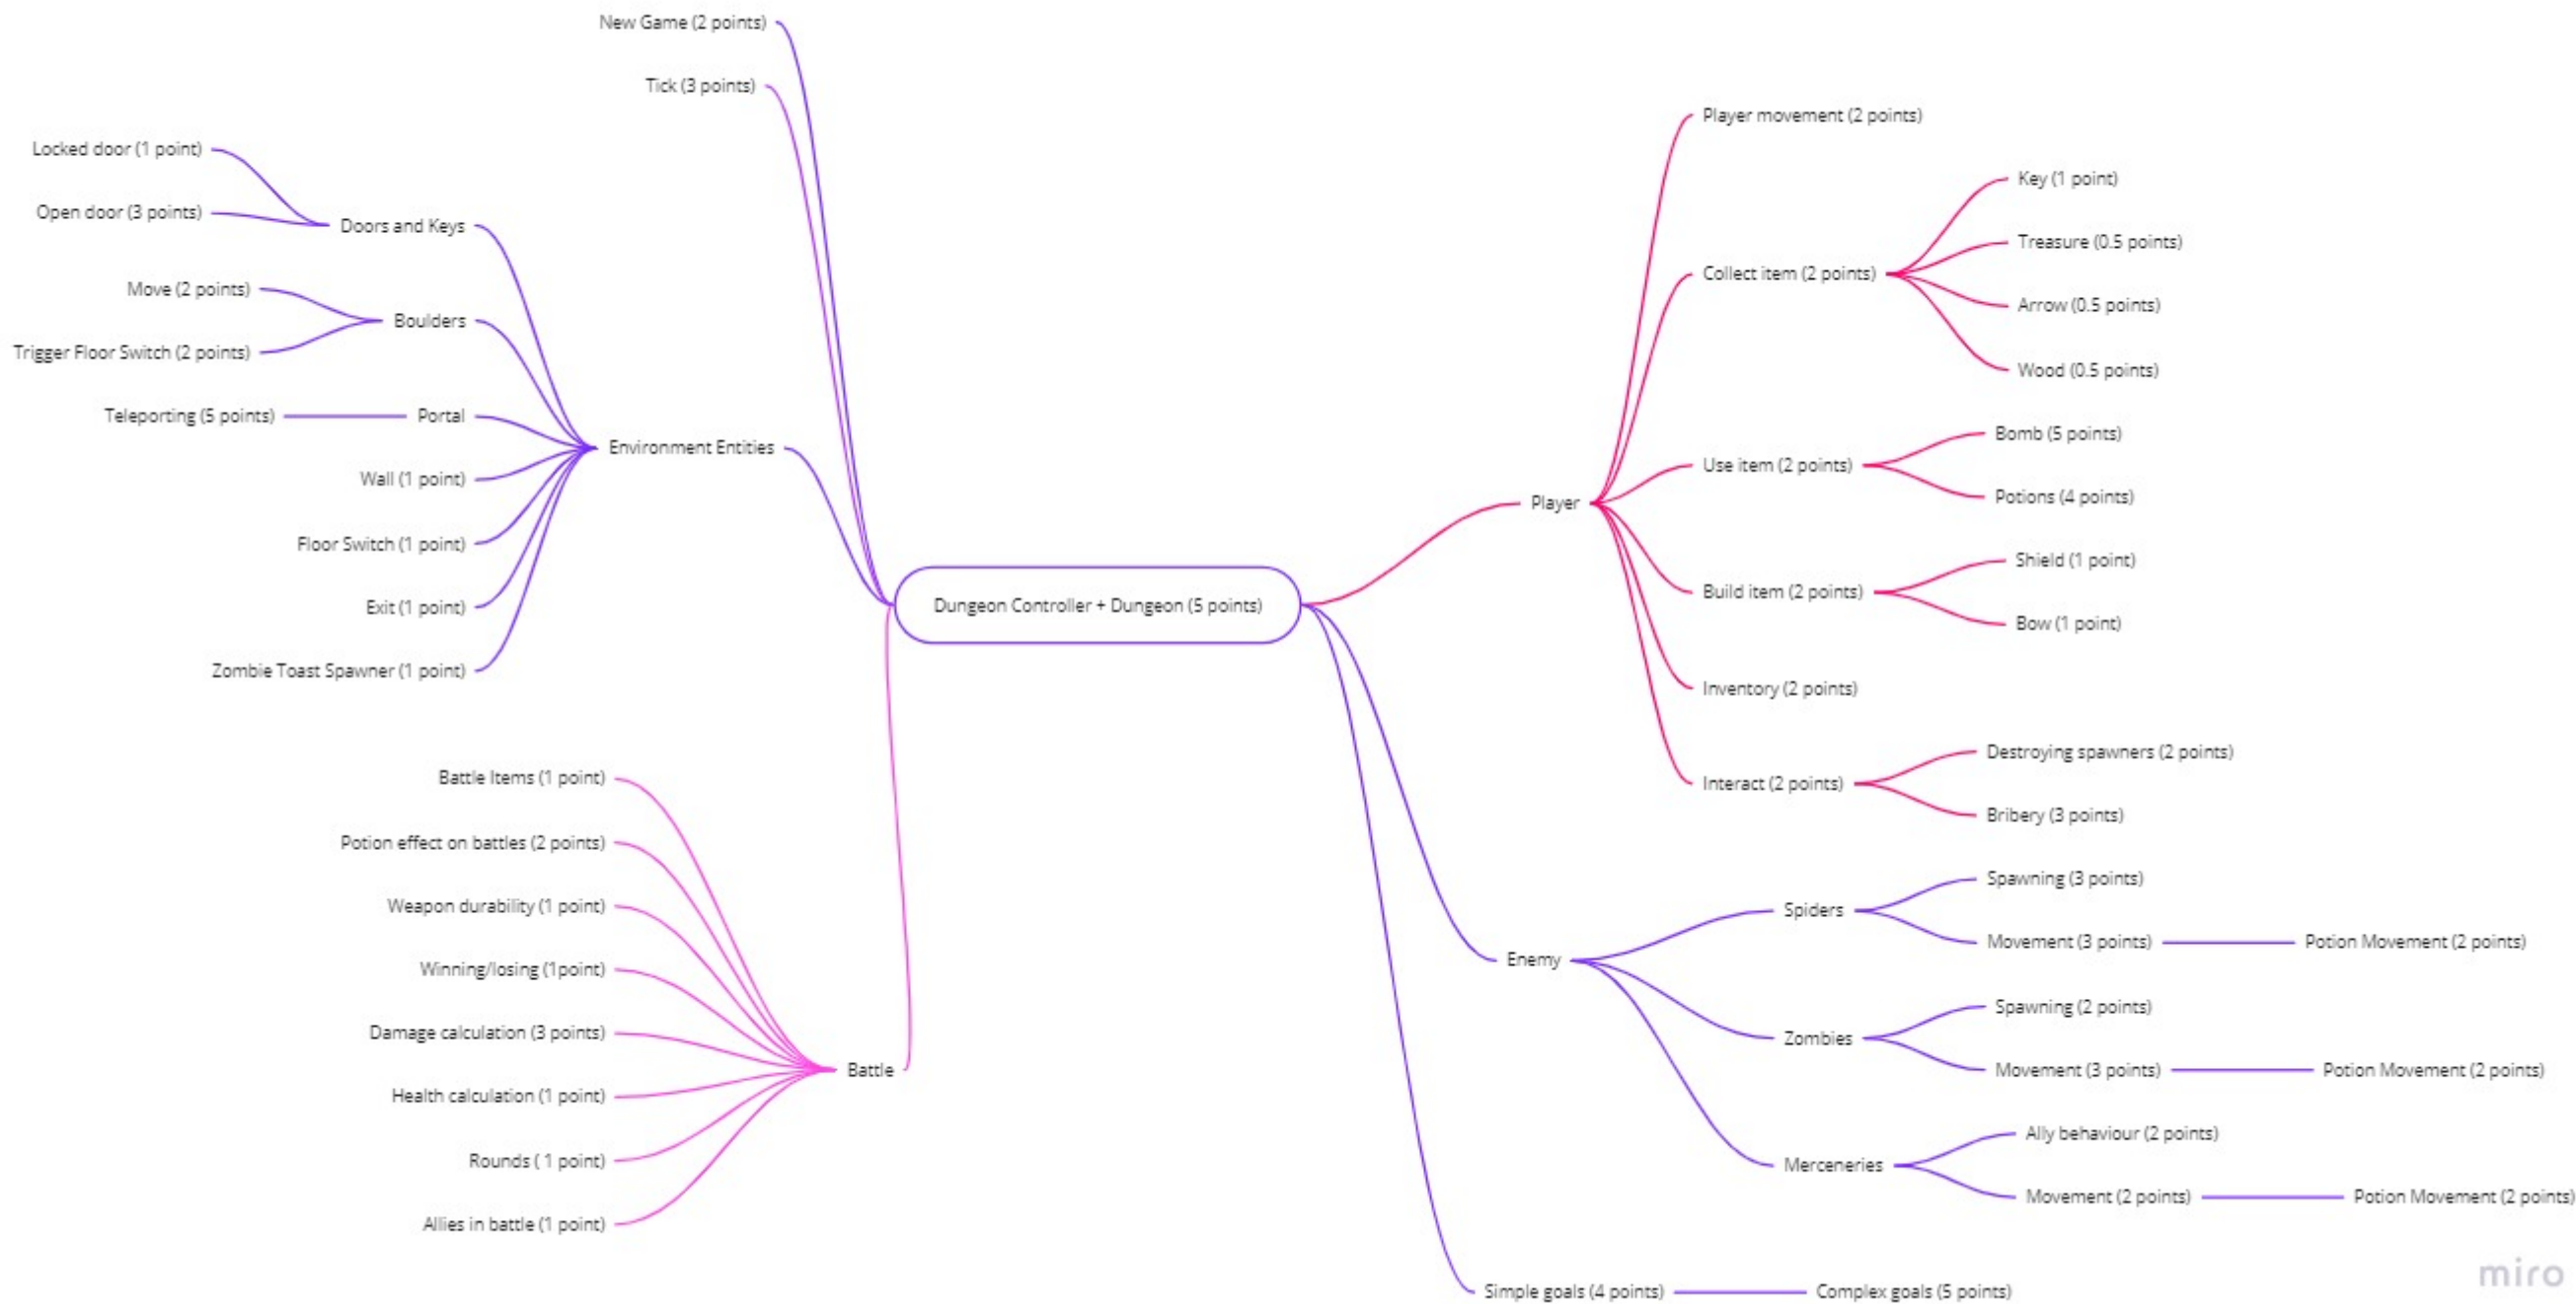 New Game (2 points)
Tick (3 points)
Locked door (1 point)
Open door (3 points)
Doors and Keys
Move (2 points)
Boulders
Trigger Floor Switch (2 points)
Teleporting (5 points)
Portal
Wall (1 point)
Environment Entities
Floor Switch (1 point)
Exit (1 point)
Zombie Toast Spawner (1 point)
Battle Items (1 point)
Potion effect on battles (2 points)
Weapon durability (1 point)
Winning/losing (1point)
Damage calculation (3 points)
Health calculation (1 point)
Rounds ( 1 point)
Allies in battle (1 point)
Battle
Dungeon Controller + Dungeon (5 points)
Player
Player movement (2 points)
Collect item (2 points)
Key (1 point)
Treasure (0.5 points)
Arrow (0.5 points)
Wood (0.5 points)
Use item (2 points)
Bomb (5 points)
Potions (4 points)
Build item (2 points)
Shield (1 point)
Bow (1 point)
Inventory (2 points)
Interact (2 points)
Destroying spawners (2 points)
Bribery (3 points)
Enemy
Spiders
Spawning (3 points)
Movement (3 points)
Potion Movement (2 points)
Zombies
Spawning (2 points)
Movement (3 points)
Potion Movement (2 points)
Merceneries
Ally behaviour (2 points)
Movement (2 points)
Potion Movement (2 points)
Simple goals (4 points)
Complex goals (5 points)
miro